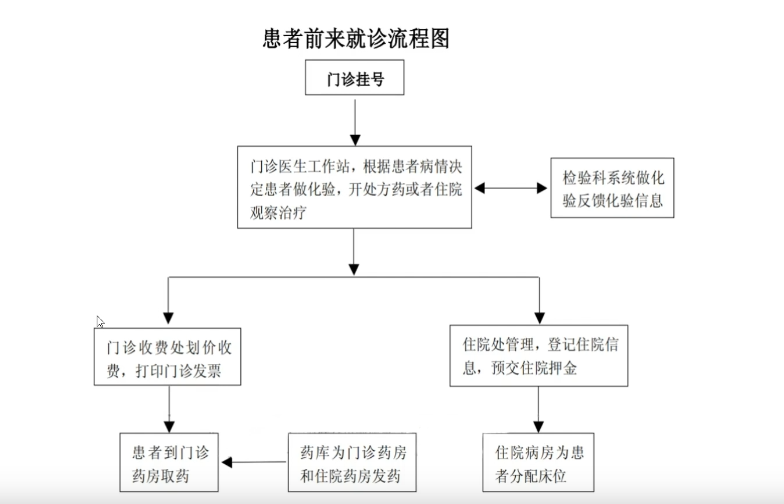 患者前来就诊流程图
门诊挂号
门诊医生工作站，根据患者病情决
定患者做化验，开处方药或者住院
观察治疗
检验科系统做化
验反馈化验信息
门诊收费处划价收
费，打印门诊发票
住院处管理，登记住院信
息，预交住院押金
患者到门诊
药房取药
药库为门诊药房
和住院药房发药
住院病房为患
者分配床位